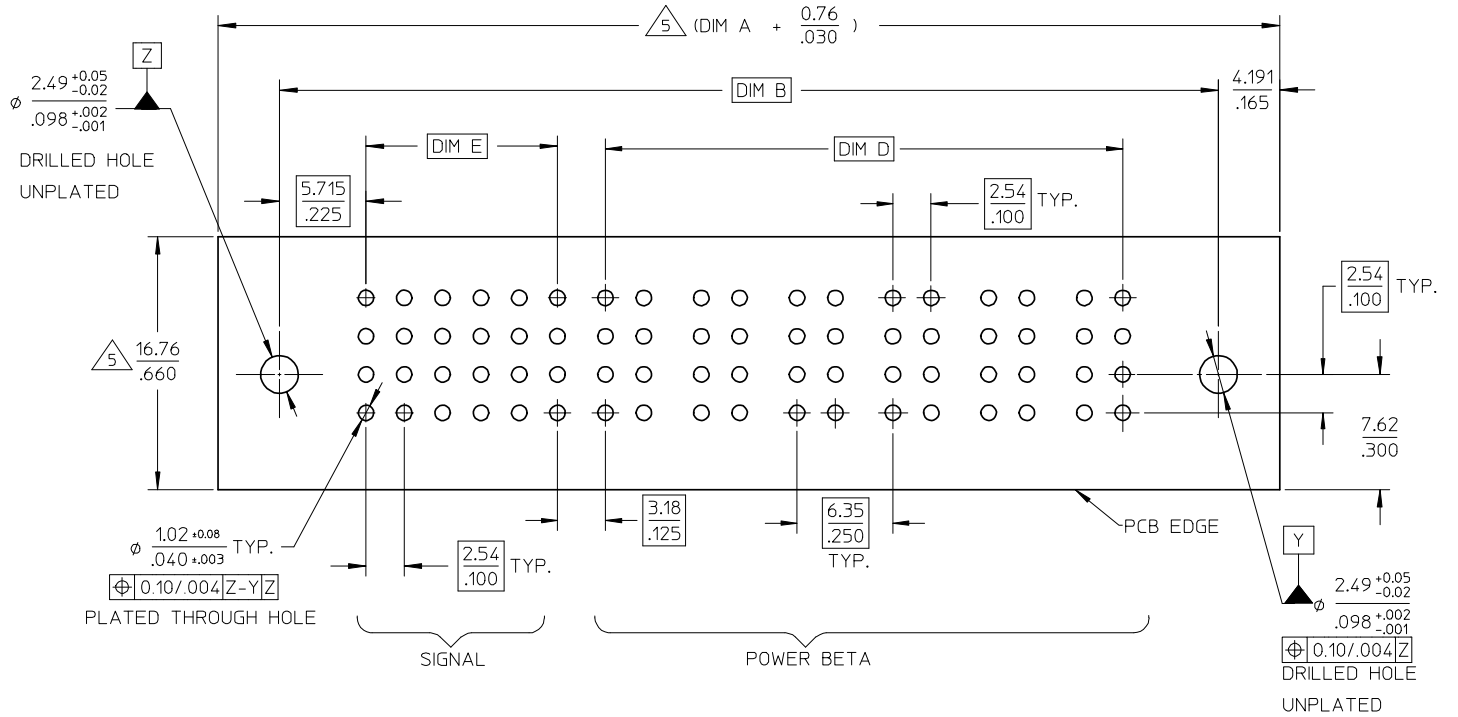 5 (DIM A + 0.76 / .030 )
Z
⌀ 2.49 +0.05 -0.02 / .098 +.002 -.001
DRILLED HOLE
UNPLATED
DIM B
4.191 / .165
DIM E
DIM D
5.715 / .225
2.54 / .100 TYP.
2.54 / .100 TYP.
5 16.76 / .660
7.62 / .300
3.18 / .125
6.35 / .250
TYP.
PCB EDGE
⌀ 1.02 ±0.08 / .040 ±.003 TYP.
⌖ 0.10/.004 Z-Y Z
PLATED THROUGH HOLE
2.54 / .100 TYP.
Y
⌀ 2.49 +0.05 -0.02 / .098 +.002 -.001
⌖ 0.10/.004 Z
DRILLED HOLE
UNPLATED
SIGNAL
POWER BETA